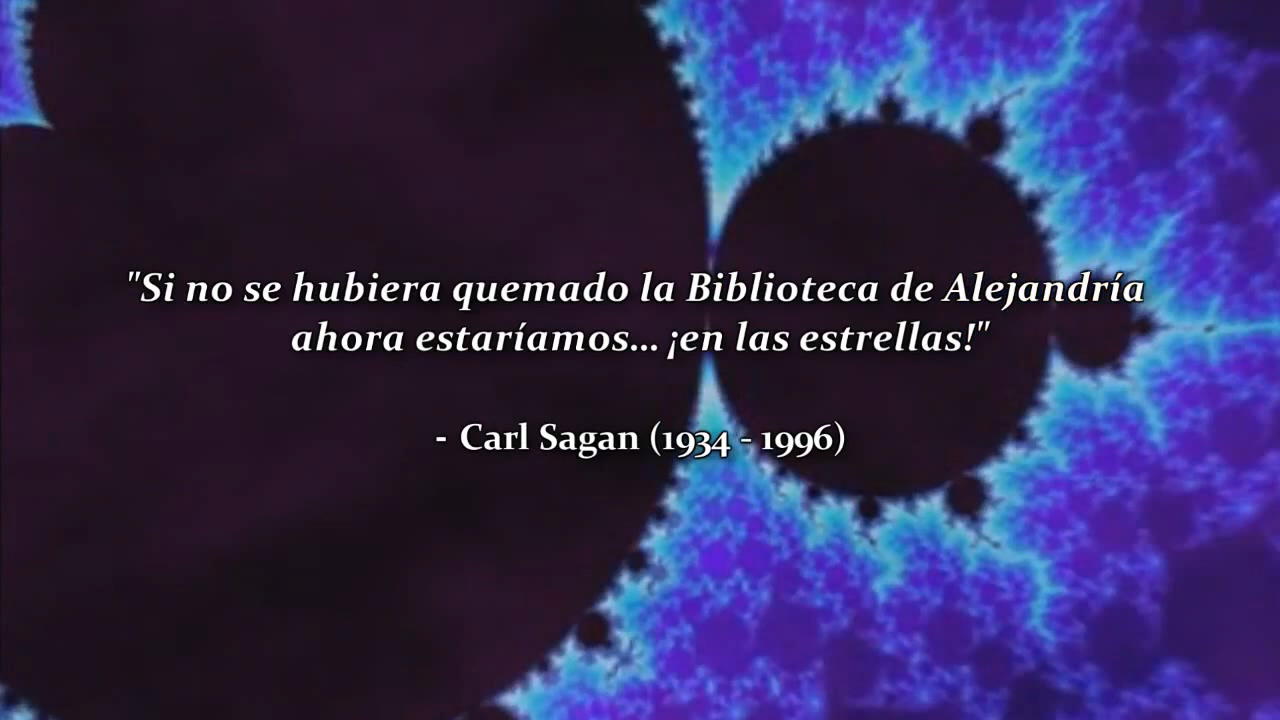 "Si no se hubiera quemado la Biblioteca de Alejandría
ahora estaríamos... ¡en las estrellas!"
- Carl Sagan (1934 - 1996)